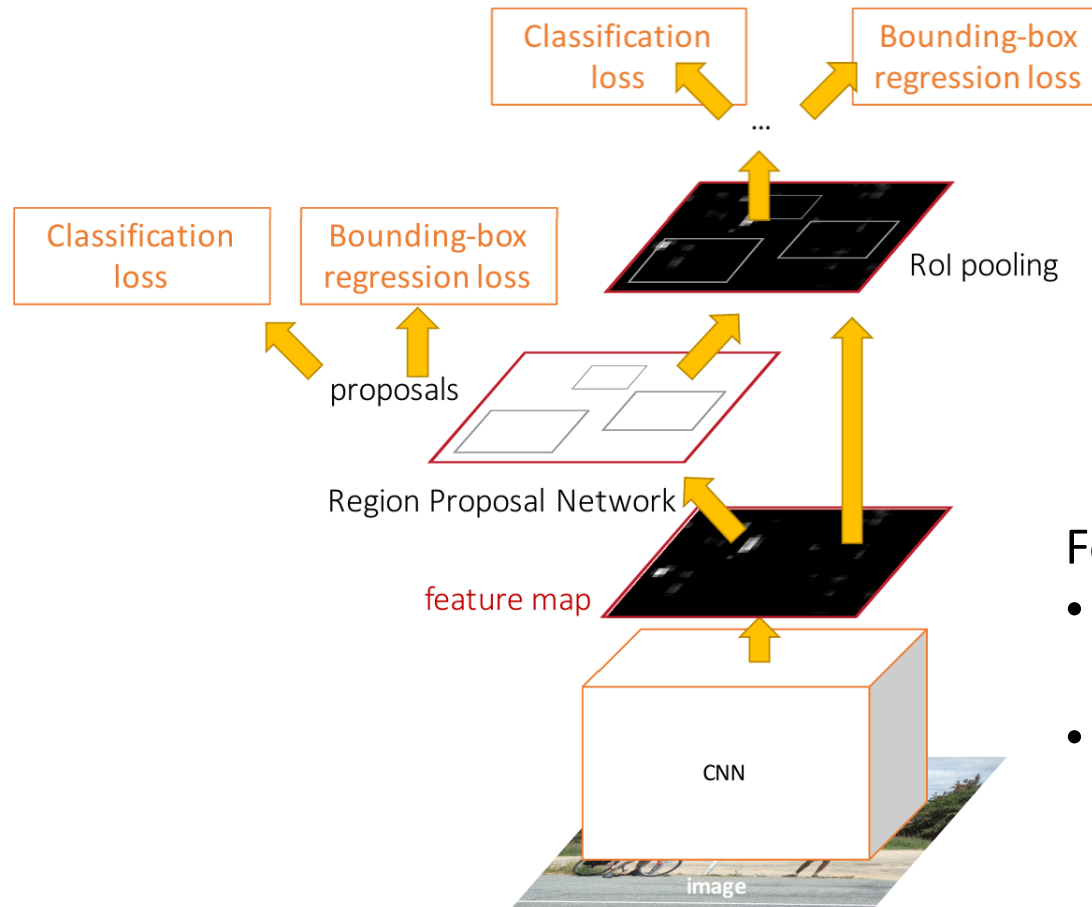 Classification
loss
Bounding-box
regression loss
...
Classification
loss
Bounding-box
regression loss
RoI pooling
proposals
Region Proposal Network
feature map
CNN
image